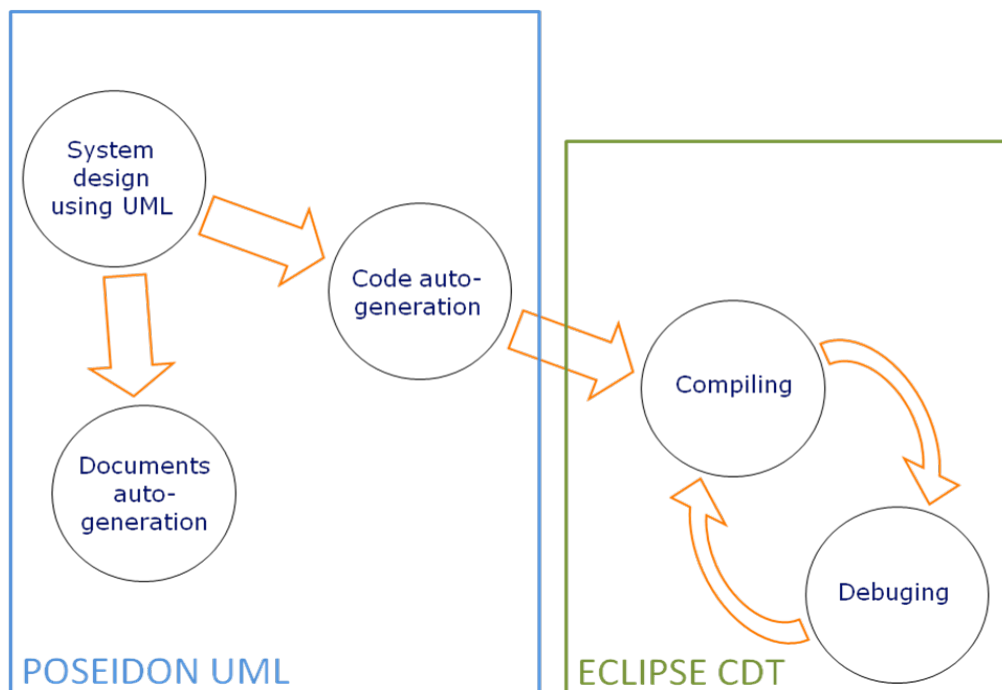 System
design
using UML
Code auto-
generation
Documents
auto-
generation
POSEIDON UML
Compiling
Debuging
ECLIPSE CDT